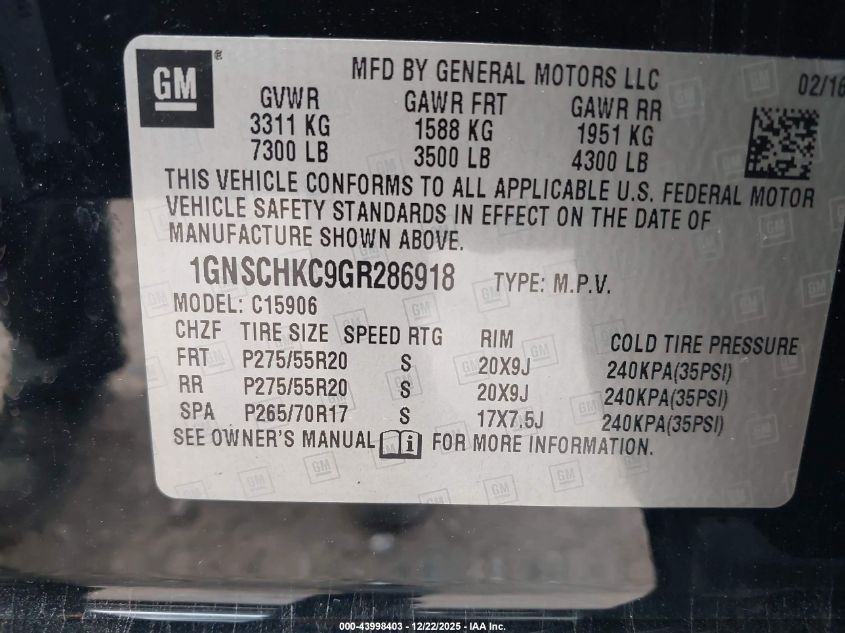 GM ®
MFD BY GENERAL MOTORS LLC
02/16
GVWR GAWR FRT GAWR RR
3311 KG 1588 KG 1951 KG
7300 LB 3500 LB 4300 LB
THIS VEHICLE CONFORMS TO ALL APPLICABLE U.S. FEDERAL MOTOR
VEHICLE SAFETY STANDARDS IN EFFECT ON THE DATE OF
MANUFACTURE SHOWN ABOVE.
1GNSCHKC9GR286918 TYPE: M.P.V.
MODEL: C15906
CHZF TIRE SIZE SPEED RTG RIM COLD TIRE PRESSURE
FRT P275/55R20 S 20X9J 240KPA(35PSI)
RR P275/55R20 S 20X9J 240KPA(35PSI)
SPA P265/70R17 S 17X7.5J 240KPA(35PSI)
SEE OWNER'S MANUAL i FOR MORE INFORMATION.
000-43998403 - 12/22/2025 - IAA Inc.